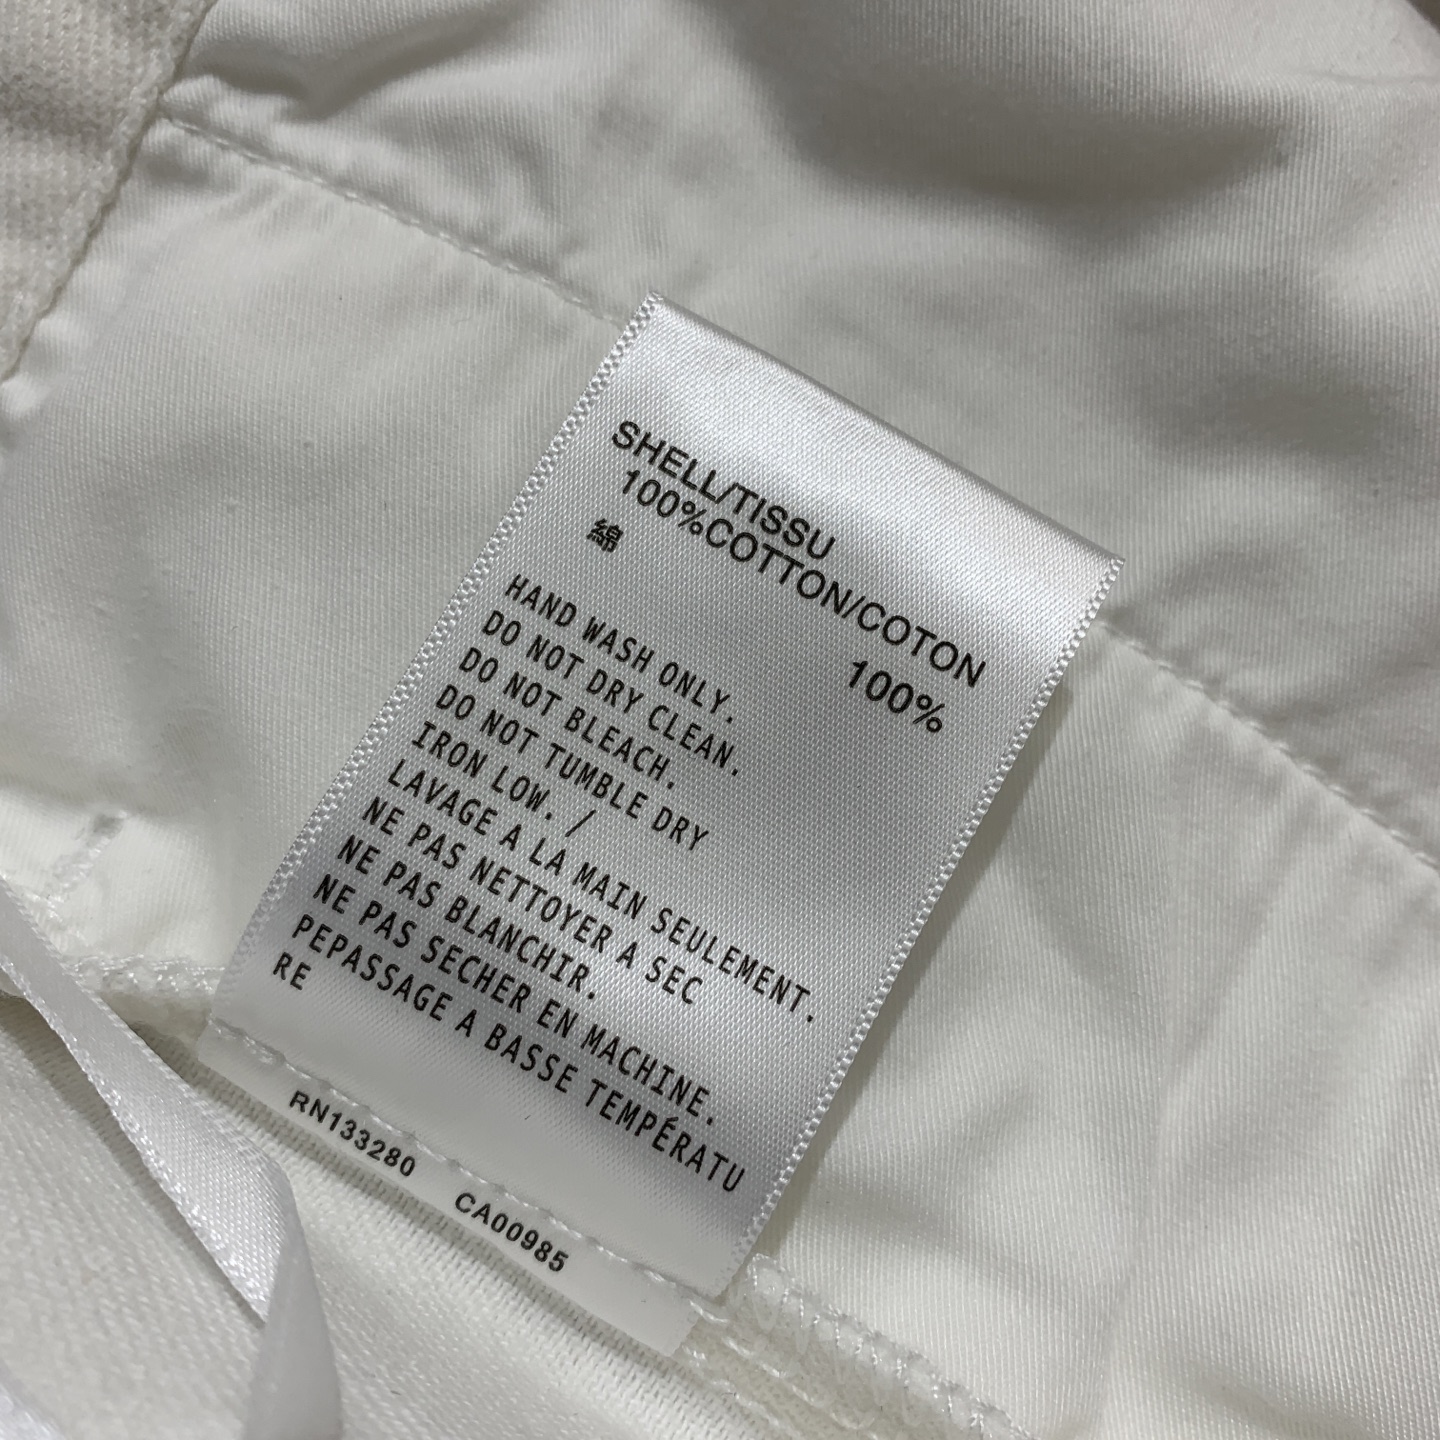 SHELL/TISSU
100%COTTON/COTON
綿 100%
HAND WASH ONLY.
DO NOT DRY CLEAN.
DO NOT BLEACH.
DO NOT TUMBLE DRY
IRON LOW. /
LAVAGE A LA MAIN SEULEMENT.
NE PAS NETTOYER A SEC
NE PAS BLANCHIR.
NE PAS SECHER EN MACHINE.
PEPASSAGE A BASSE TEMPÉRATU
RE
RN133280 CA00985